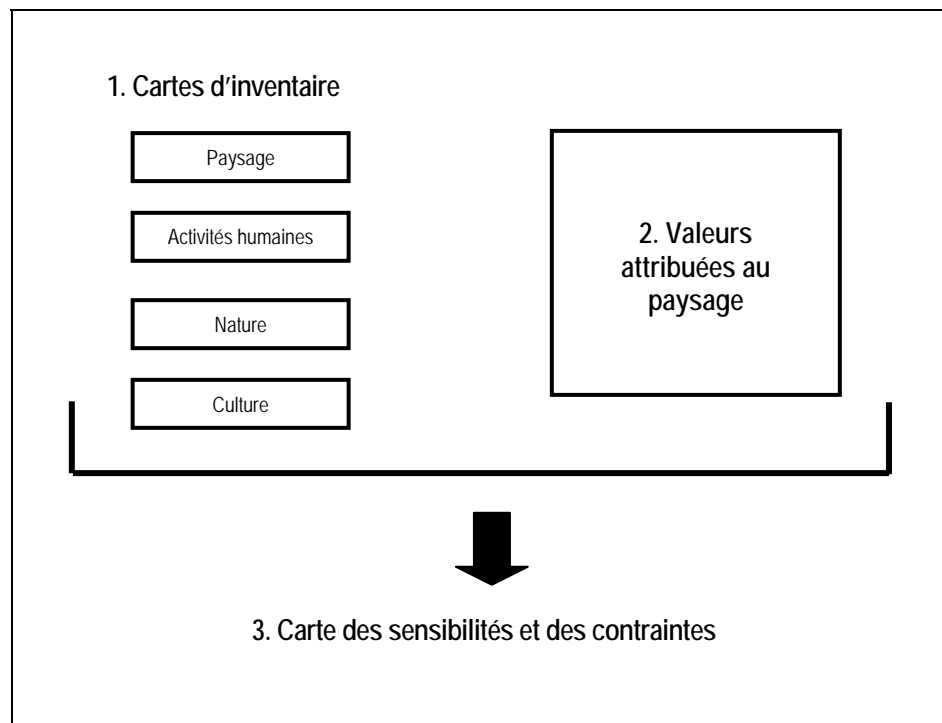 1. Cartes d'inventaire
Paysage
Activités humaines
Nature
Culture
2. Valeurs
attribuées au
paysage
3. Carte des sensibilités et des contraintes